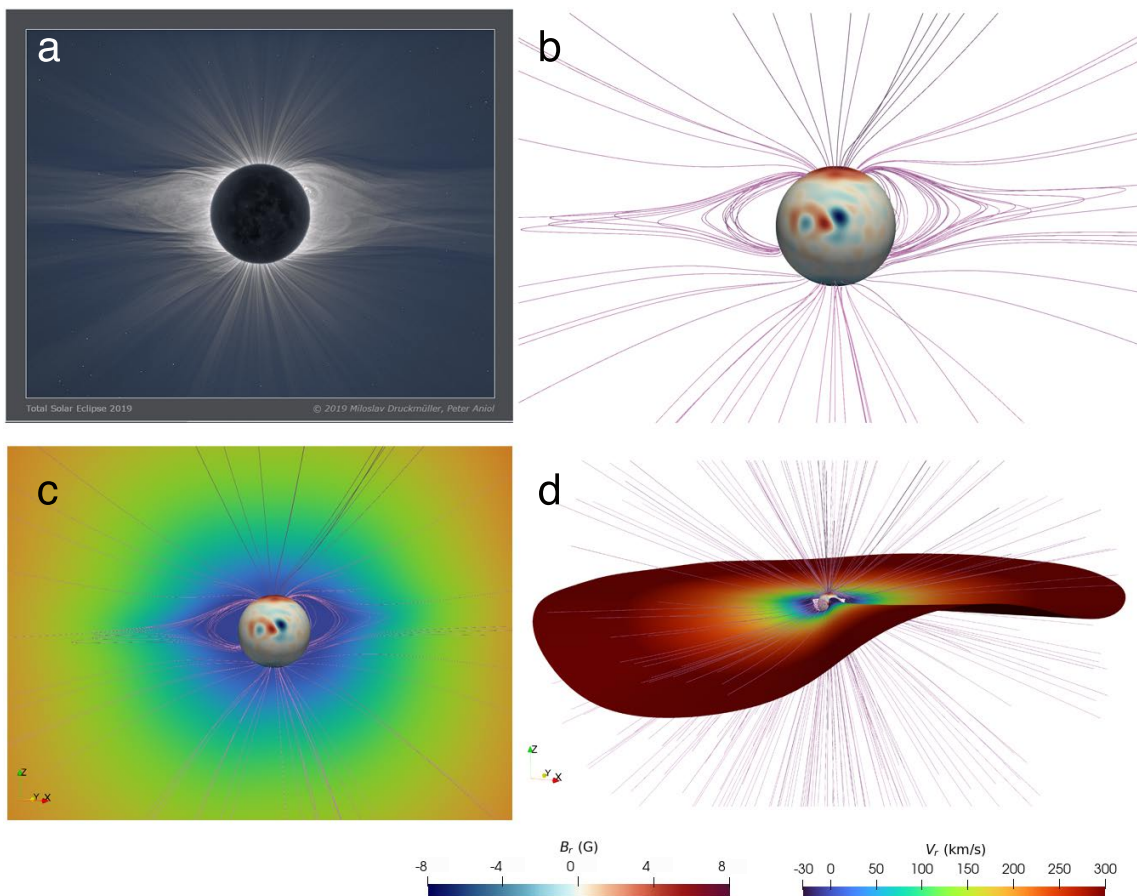 a
b
Total Solar Eclipse 2019
© 2019 Miloslav Druckmüller, Peter Aniol
c
d
Z
Y
X
Z
Y
X
B_r (G)
-8 -4 0 4 8
V_r (km/s)
-30 0 50 100 150 200 250 300